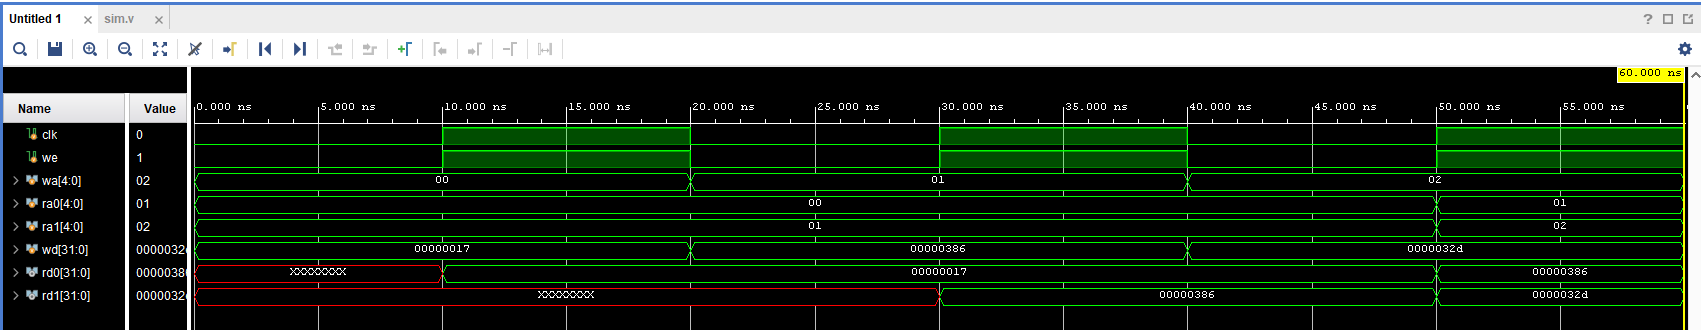 Untitled 1 × sim.v ×
?
60.000 ns
Name Value
0.000 ns 5.000 ns 10.000 ns 15.000 ns 20.000 ns 25.000 ns 30.000 ns 35.000 ns 40.000 ns 45.000 ns 50.000 ns 55.000 ns
clk 0
we 1
wa[4:0] 02 00 01 02
ra0[4:0] 01 00 01
ra1[4:0] 02 01 02
wd[31:0] 0000032d 00000017 00000386 0000032d
rd0[31:0] 00000386 XXXXXXXX 00000017 00000386
rd1[31:0] 0000032d XXXXXXXX 00000386 0000032d